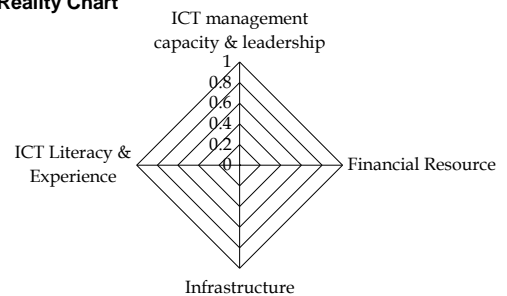 Reality Chart
ICT management
capacity & leadership
1
0.8
0.6
0.4
0.2
0
ICT Literacy &
Experience
Financial Resource
Infrastructure